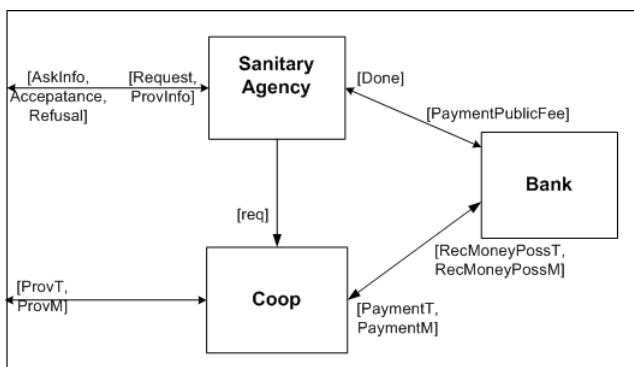 [AskInfo,
Accepatance,
Refusal]
[Request,
ProvInfo]
Sanitary
Agency
[Done]
[PaymentPublicFee]
Bank
[req]
[RecMoneyPossT,
RecMoneyPossM]
[ProvT,
ProvM]
Coop
[PaymentT,
PaymentM]